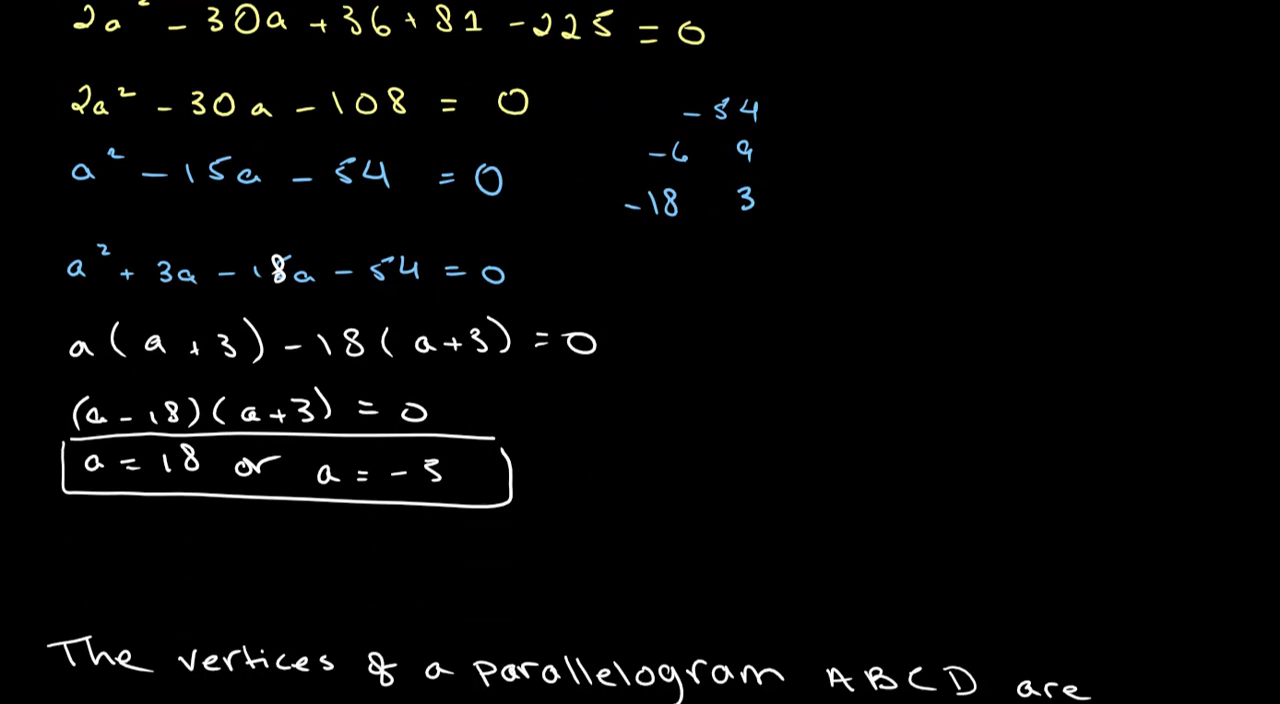 2a² - 30a + 36 + 81 - 225 = 0
2a² - 30a - 108 = 0
- 54
a² - 15a - 54 = 0
-6 9
-18 3
a² + 3a - 18a - 54 = 0
a(a+3) - 18(a+3) = 0
(a-18)(a+3) = 0
a = 18 or a = -3
The vertices of a parallelogram ABCD are